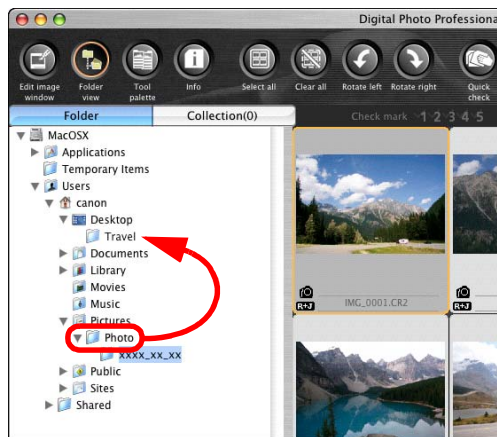 Digital Photo Professiona
Edit image window
Folder view
Tool palette
Info
Select all
Clear all
Rotate left
Rotate right
Quick check
Folder
Collection(0)
Check mark 1 2 3 4 5
MacOSX
Applications
Temporary Items
Users
canon
Desktop
Travel
Documents
Library
Movies
Music
Pictures
Photo
xxxx_xx_xx
Public
Sites
Shared
R+J
IMG_0001.CR2
R+J